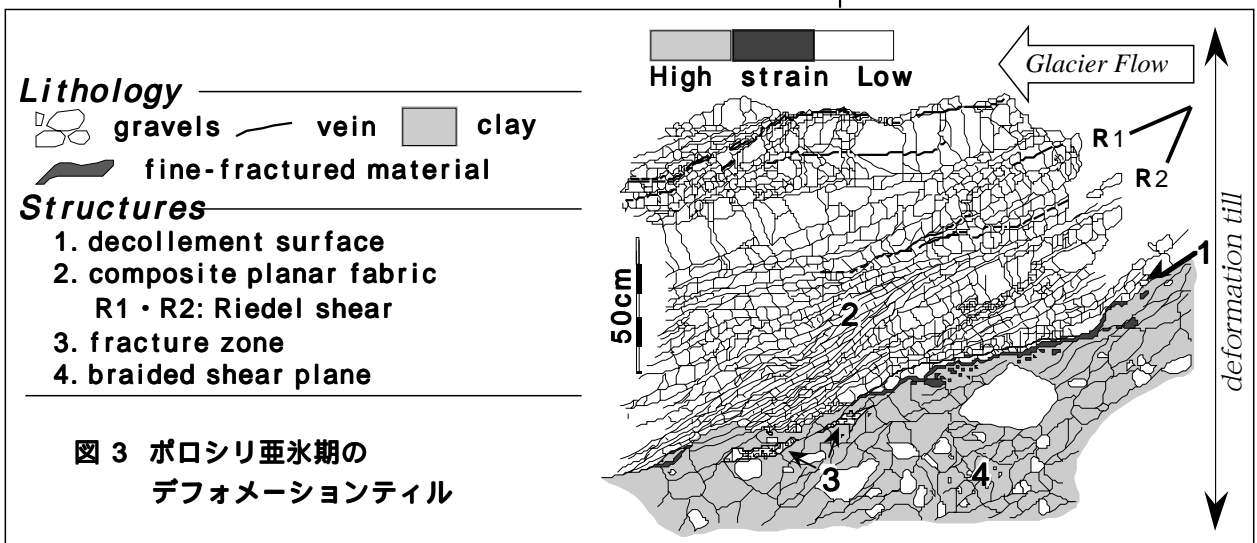 Lithology
gravels vein clay
fine-fractured material
Structures
1. decollement surface
2. composite planar fabric
R1・R2: Riedel shear
3. fracture zone
4. braided shear plane
図 3 ポロシリ亜氷期の
デフォメーションティル
High strain Low
Glacier Flow
R1
R2
1
2
50cm
3
4
deformation till